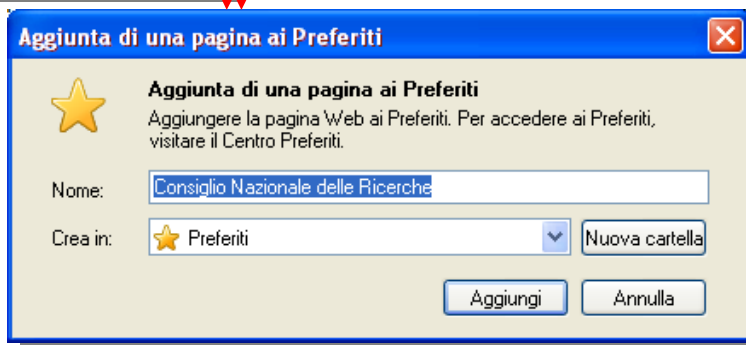 Aggiunta di una pagina ai Preferiti
Aggiunta di una pagina ai Preferiti
Aggiungere la pagina Web ai Preferiti. Per accedere ai Preferiti,
visitare il Centro Preferiti.
Nome: Consiglio Nazionale delle Ricerche
Crea in: Preferiti Nuova cartella
Aggiungi Annulla